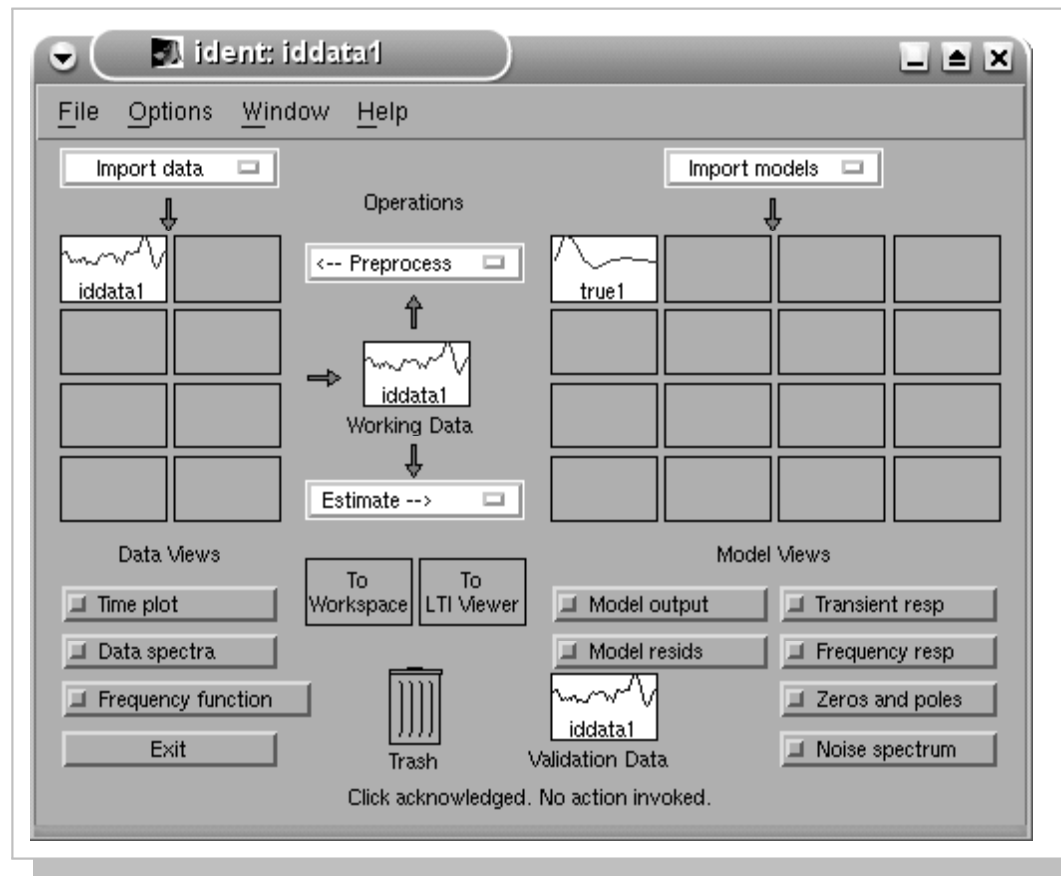 ident: iddata1
File Options Window Help
Import data
Import models
Operations
<-- Preprocess
iddata1
true1
iddata1
Working Data
Estimate -->
Data Views
Model Views
To Workspace
To LTI Viewer
Time plot
Model output
Transient resp
Data spectra
Model resids
Frequency resp
Frequency function
iddata1
Zeros and poles
Exit
Trash
Validation Data
Noise spectrum
Click acknowledged. No action invoked.